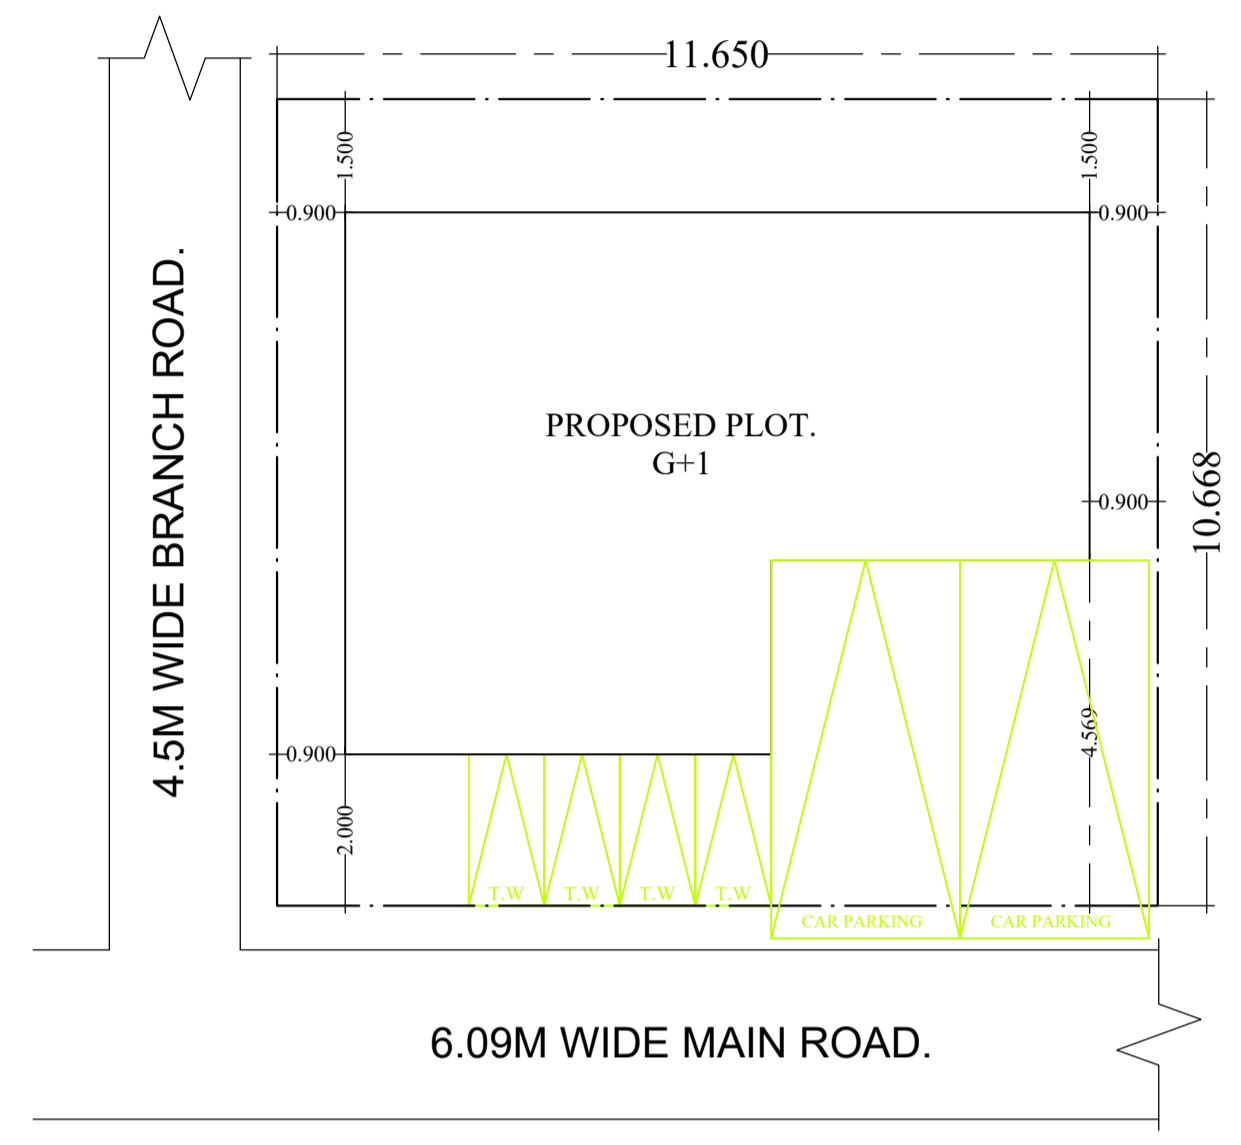 11.650
1.500
1.500
0.900
0.900
4.5M WIDE BRANCH ROAD.
PROPOSED PLOT.
G+1
10.668
0.900
4.569
0.900
2.000
T.W
T.W
T.W
T.W
CAR PARKING
CAR PARKING
6.09M WIDE MAIN ROAD.